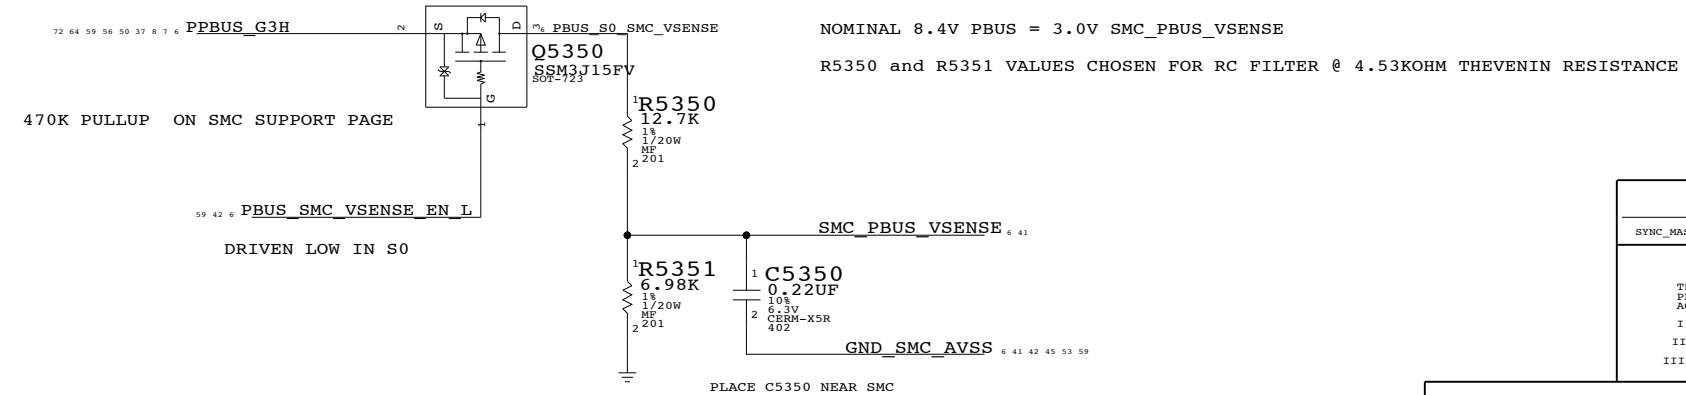 NOMINAL 8.4V PBUS = 3.0V SMC_PBUS_VSENSE
R5350 and R5351 VALUES CHOSEN FOR RC FILTER @ 4.53KOHM THEVENIN RESISTANCE
72 64 59 56 50 37 8 7 6 PPBUS_G3H
2
S
D
3
6 PBUS_S0_SMC_VSENSE
Q5350
SSM3J15FV
SOT-723
G
1
470K PULLUP ON SMC SUPPORT PAGE
1
R5350
12.7K
1%
1/20W
MF
201
2
59 42 6 PBUS_SMC_VSENSE_EN_L
DRIVEN LOW IN S0
SMC_PBUS_VSENSE 6 41
1
R5351
6.98K
1%
1/20W
MF
201
2
1
C5350
0.22UF
10%
6.3V
CERM-X5R
402
2
GND_SMC_AVSS 6 41 42 45 53 59
PLACE C5350 NEAR SMC
I
II
III